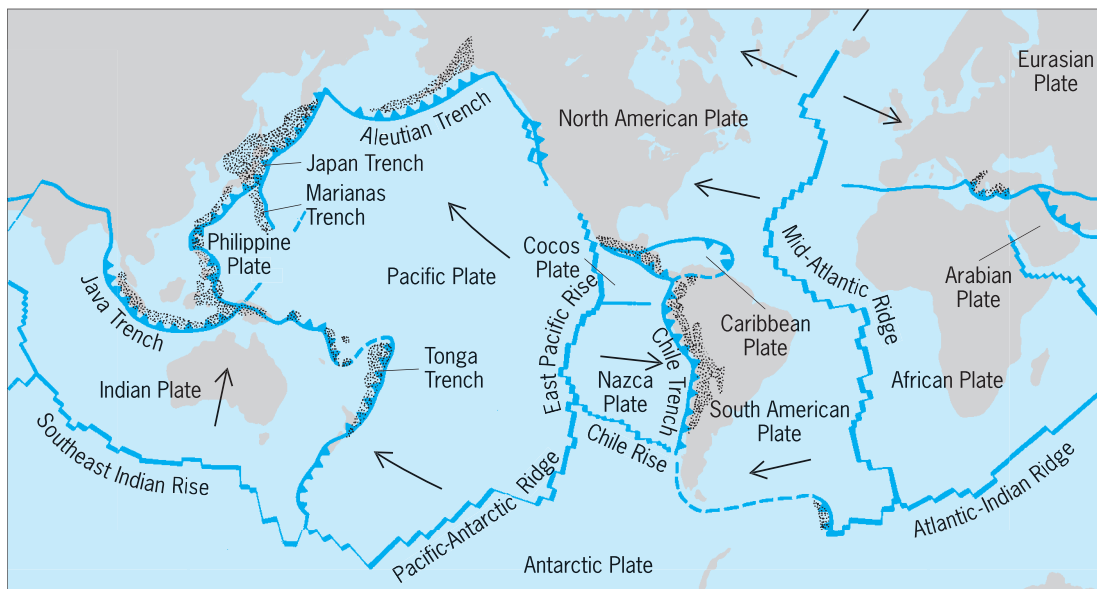 Eurasian
Plate
North American Plate
Aleutian Trench
Japan Trench
Marianas
Trench
Philippine
Plate
Cocos
Plate
Pacific Plate
Mid-Atlantic Ridge
Arabian
Plate
Java Trench
East Pacific Rise
Caribbean
Plate
Chile Trench
Tonga
Trench
Indian Plate
Nazca
Plate
African Plate
South American
Plate
Chile Rise
Southeast Indian Rise
Pacific-Antarctic Ridge
Atlantic-Indian Ridge
Antarctic Plate